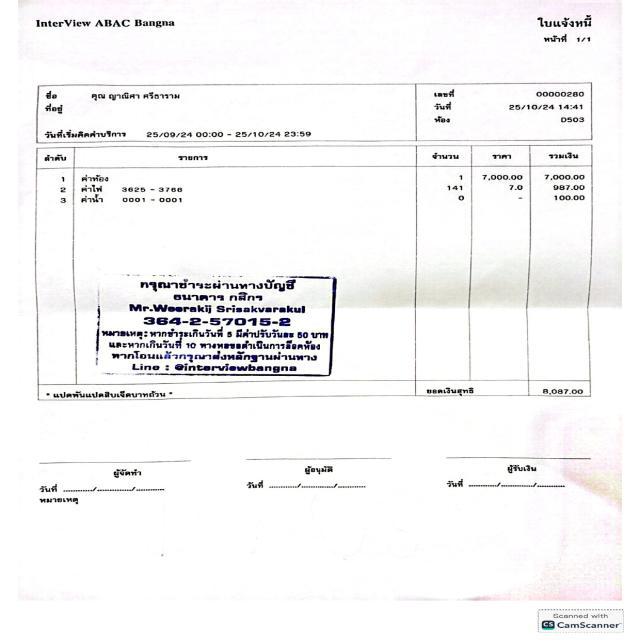 InterView ABAC Bangna
ใบแจ้งหนี้
หน้าที่ 1/1
ชื่อ คุณ ญาณิศา ศรีธาราม
เลขที่ 00000280
ที่อยู่
วันที่ 25/10/24 14:41
ห้อง D503
วันที่เริ่มคิดค่าบริการ 25/09/24 00:00 - 25/10/24 23:59
ลำดับ รายการ จำนวน ราคา รวมเงิน
1 ค่าห้อง 1 7,000.00 7,000.00
2 ค่าไฟ 3625 - 3766 141 7.0 987.00
3 ค่าน้ำ 0001 - 0001 0 - 100.00
กรุณาชำระผ่านทางบัญชี
ธนาคาร กสิกร
Mr.Weerakij Srisakvarakul
364-2-57015-2
หมายเหตุ: หากชำระเกินวันที่ 5 มีค่าปรับวันละ 50 บาท
และหากเกินวันที่ 10 ทางหอขอดำเนินการล็อคห้อง
หากโอนแล้วกรุณาส่งหลักฐานผ่านทาง
Line : @interviewbangna
* แปดพันแปดสิบเจ็ดบาทถ้วน * ยอดเงินสุทธิ 8,087.00
ผู้จัดทำ ผู้อนุมัติ ผู้รับเงิน
วันที่ ............/............/............ วันที่ ............/............/............ วันที่ ............/............/............
หมายเหตุ
Scanned with
CS CamScanner